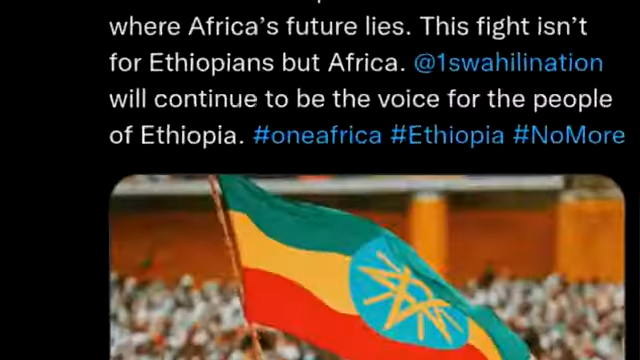 where Africa's future lies. This fight isn't
for Ethiopians but Africa. @1swahilination
will continue to be the voice for the people
of Ethiopia. #oneafrica #Ethiopia #NoMore